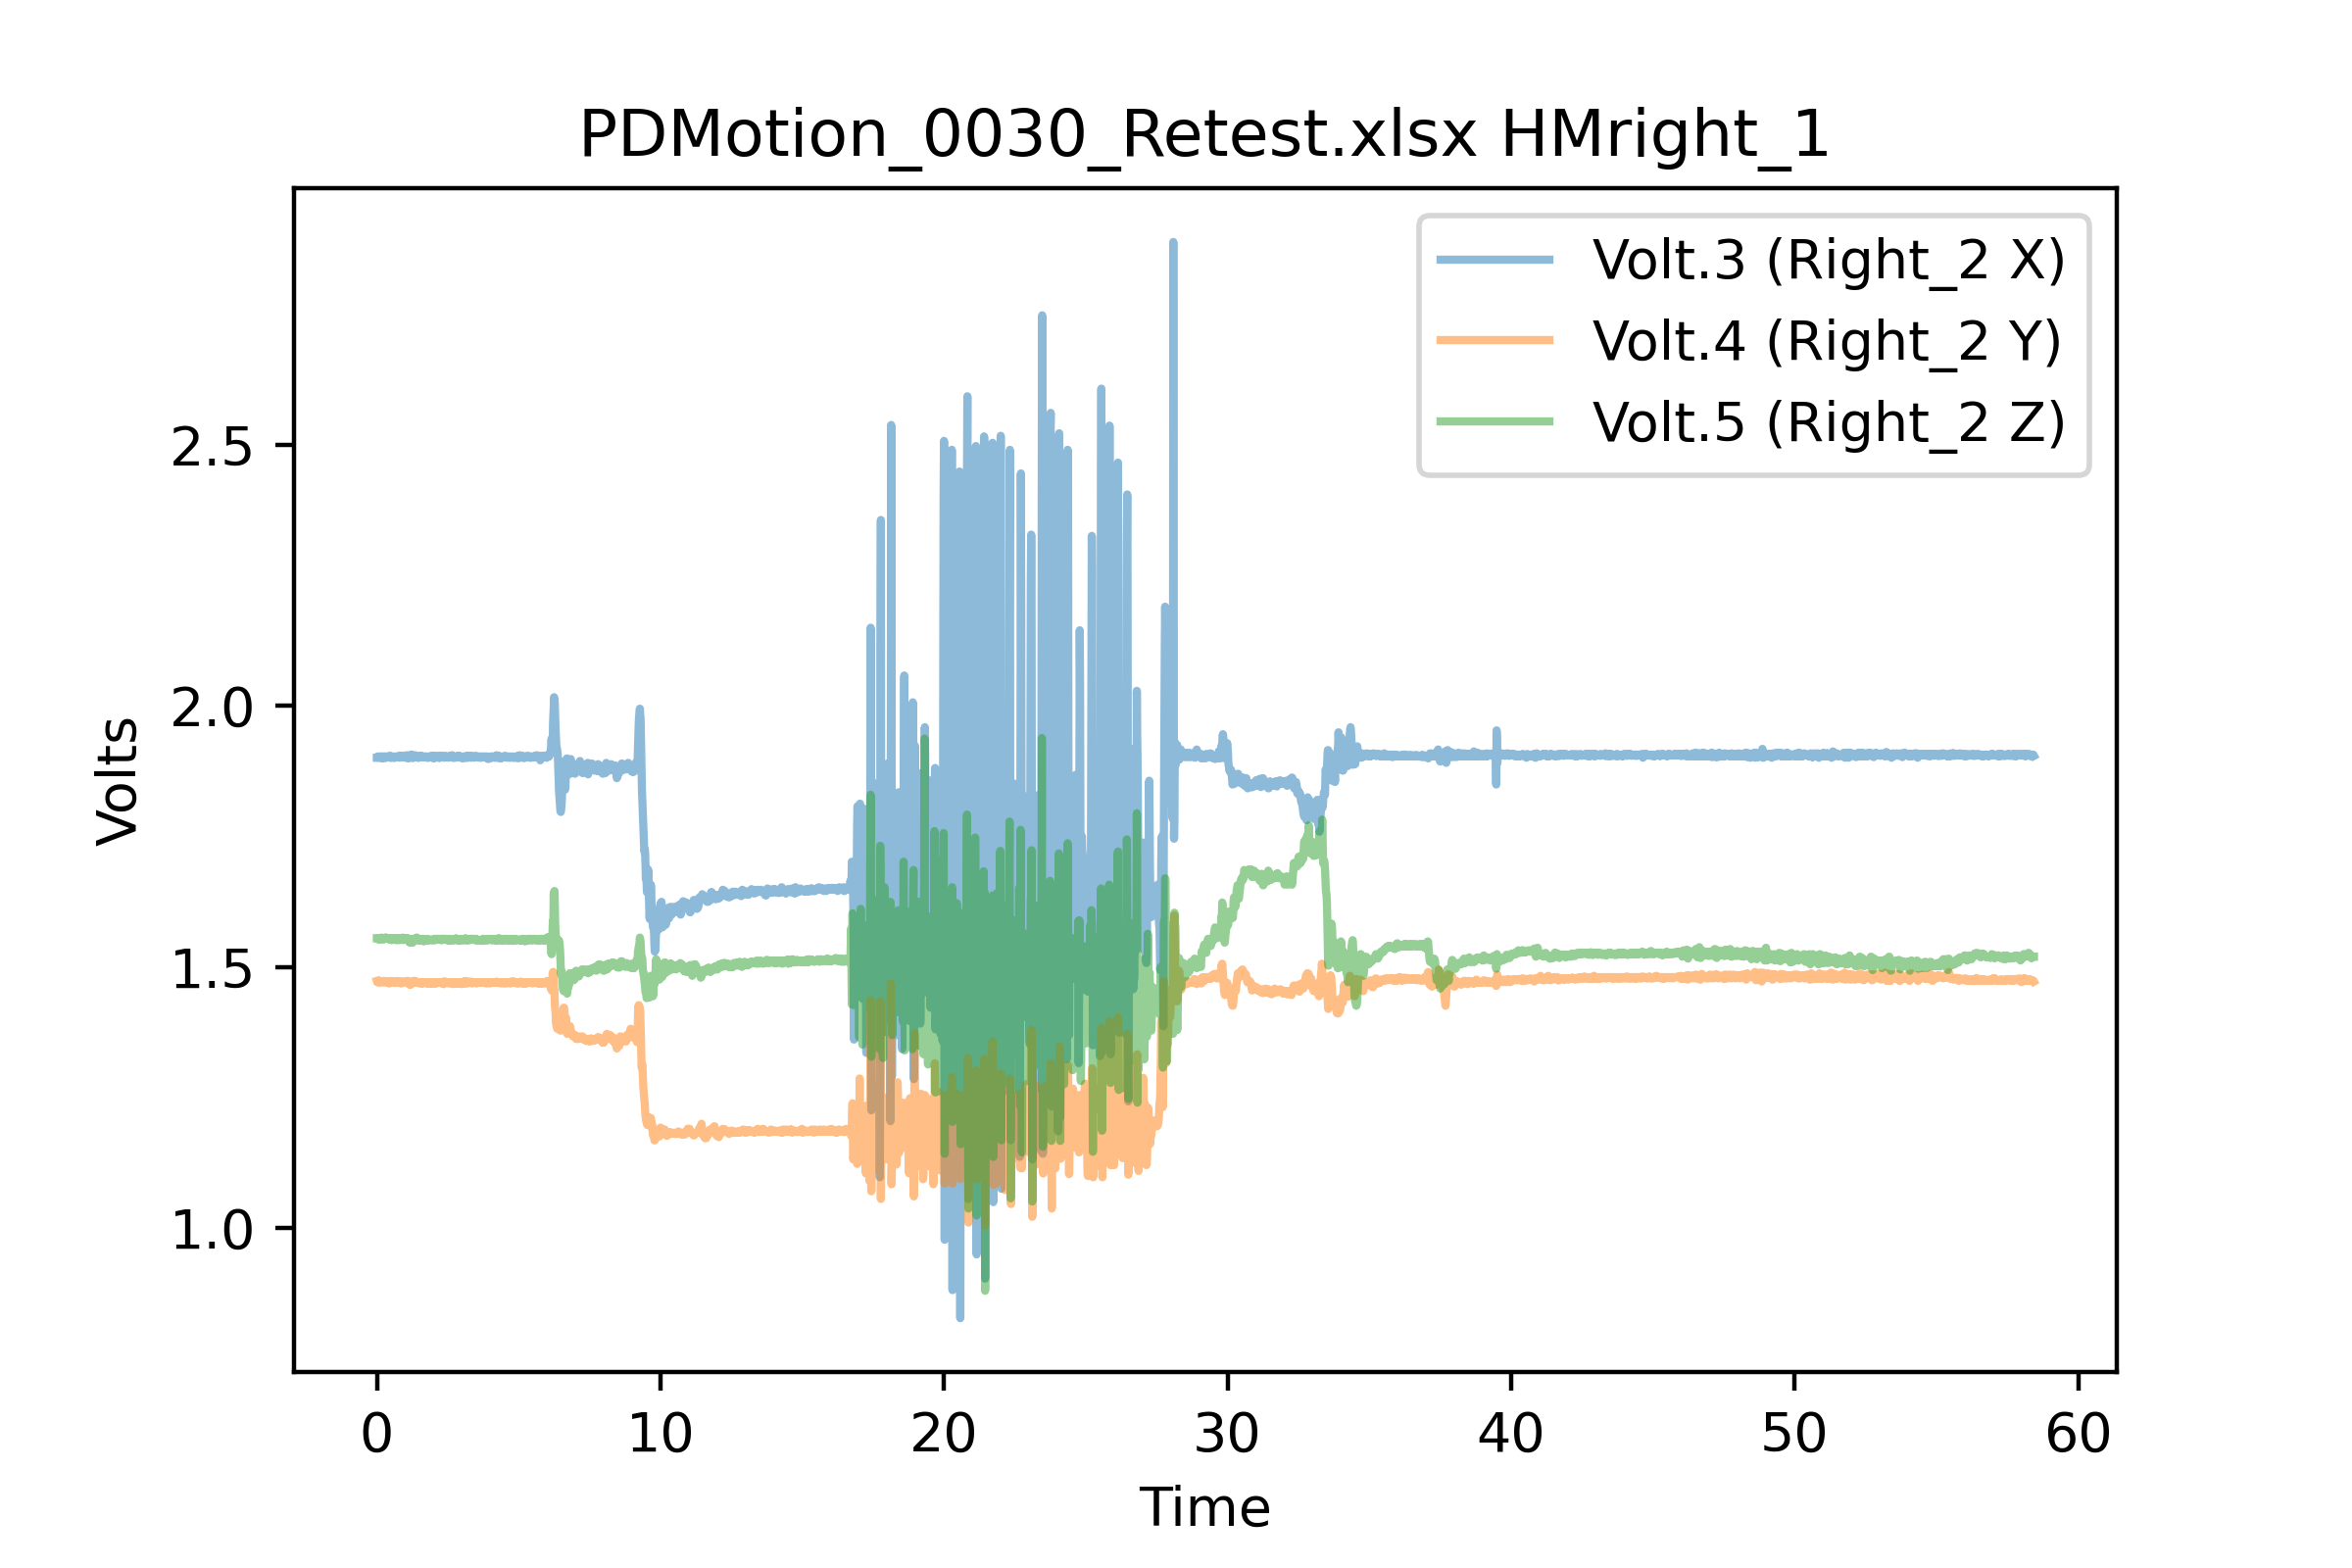 PDMotion_0030_Retest.xlsx HMright_1
Volt.3 (Right_2 X)
Volt.4 (Right_2 Y)
Volt.5 (Right_2 Z)
Volts
2.5
2.0
1.5
1.0
0 10 20 30 40 50 60
Time